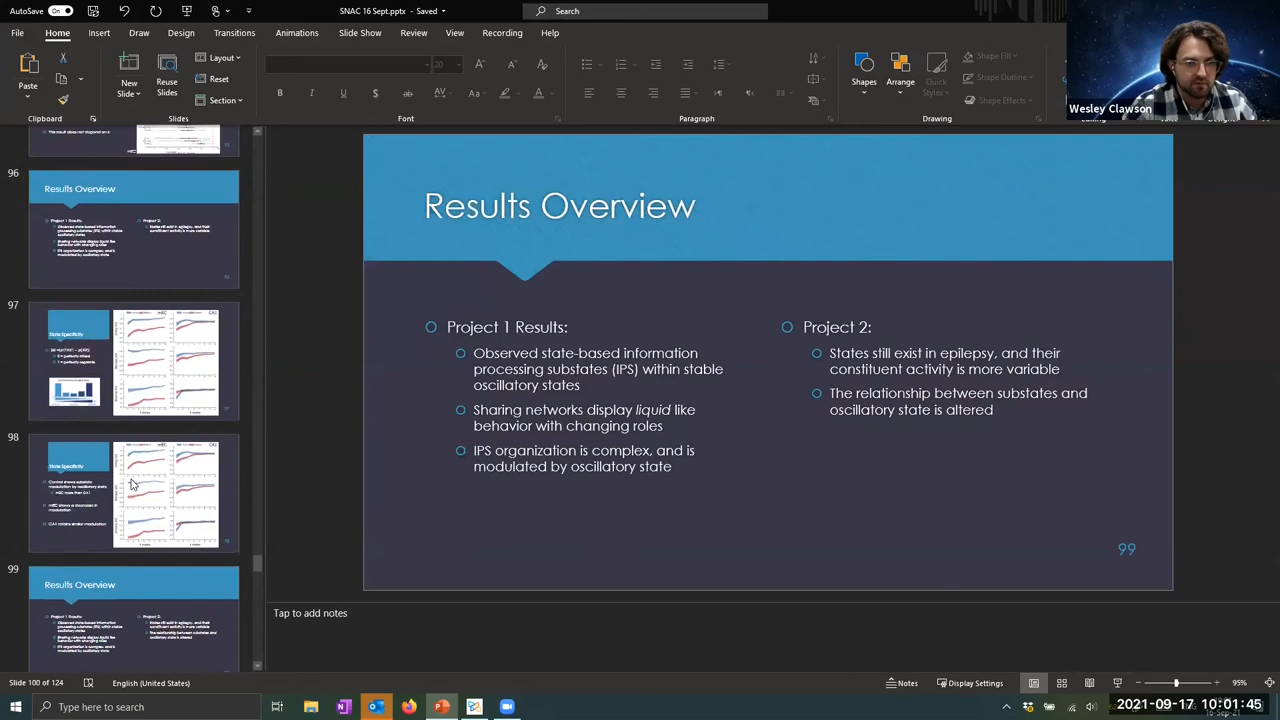 AutoSave
On
SNAC 16 Sept.pptx
Saved
Search
File
Home
Insert
Draw
Design
Transitions
Animations
Slide Show
Review
View
Recording
Help
Wesley Clawson
Paste
New
Slide
Reuse
Slides
Layout
Reset
Section
20
Shapes
Arrange
Quick
Styles
Shape Fill
Shape Outline
Shape Effects
Clipboard
Slides
Font
Paragraph
Drawing
96
Results Overview
97
State Specificity
98
State Specificity
99
Results Overview
Results Overview
Project 1 Results:
Observed state-based information
processing substates (IPS) within stable
oscillatory states
Sharing networks display liquid like
behavior with changing roles
IPS organization is complex, and is
modulated by oscillatory state
Project 2:
States still exist in epilepsy, and their
constituent activity is more variable
The relationship between substates and
oscillatory state is altered
99
Tap to add notes
Slide 100 of 124
English (United States)
Notes
Display Settings
95%
Type here to search
2021-09-17 10:01:45